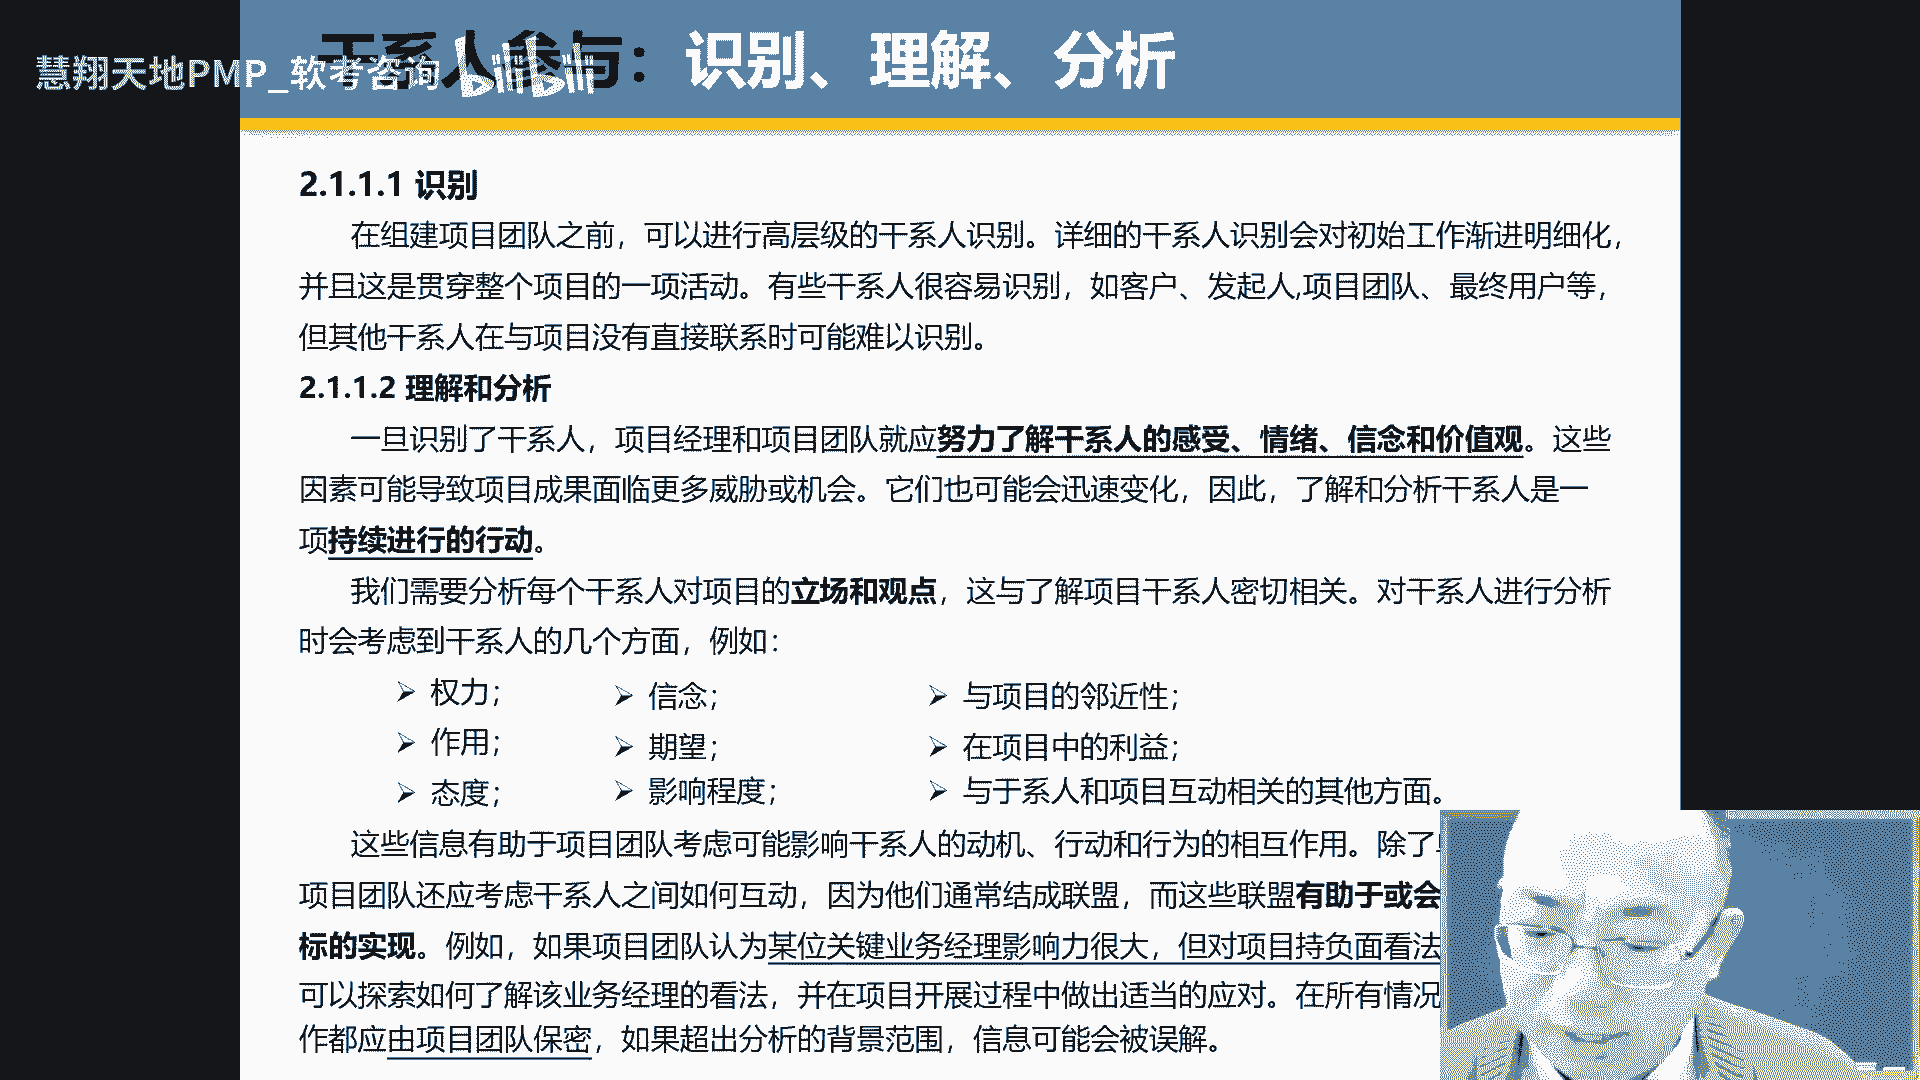 干系人参与：识别、理解、分析
慧翔天地PMP_软考咨询 bilibili
2.1.1.1 识别
在组建项目团队之前，可以进行高层级的干系人识别。详细的干系人识别会对初始工作渐进明细化，
并且这是贯穿整个项目的一项活动。有些干系人很容易识别，如客户、发起人,项目团队、最终用户等，
但其他干系人在与项目没有直接联系时可能难以识别。
2.1.1.2 理解和分析
一旦识别了干系人，项目经理和项目团队就应努力了解干系人的感受、情绪、信念和价值观。这些
因素可能导致项目成果面临更多威胁或机会。它们也可能会迅速变化，因此，了解和分析干系人是一
项持续进行的行动。
我们需要分析每个干系人对项目的立场和观点，这与了解项目干系人密切相关。对干系人进行分析
时会考虑到干系人的几个方面，例如：
➢ 权力； ➢ 信念； ➢ 与项目的邻近性；
➢ 作用； ➢ 期望； ➢ 在项目中的利益；
➢ 态度； ➢ 影响程度； ➢ 与于系人和项目互动相关的其他方面。
这些信息有助于项目团队考虑可能影响干系人的动机、行动和行为的相互作用。除了
项目团队还应考虑干系人之间如何互动，因为他们通常结成联盟，而这些联盟有助于或会
标的实现。例如，如果项目团队认为某位关键业务经理影响力很大，但对项目持负面看法
可以探索如何了解该业务经理的看法，并在项目开展过程中做出适当的应对。在所有情况
作都应由项目团队保密，如果超出分析的背景范围，信息可能会被误解。